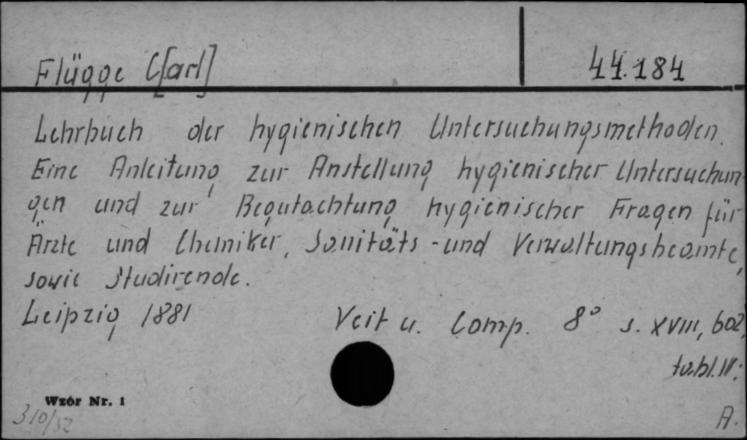 Flügge C[arl]
44.184
Lehrbuch der hygienischen Untersuchungsmethoden.
Eine Anleitung zur Anstellung hygienischer Untersuchun-
gen und zur Begutachtung hygienischer Fragen für
Ärzte und Chemiker, Sanitäts-und Verwaltungsbeamte,
sowie Studirende.
Leipzig 1881 Veit u. Comp. 8° s. XVIII, 602,
tabl.
Wzór Nr. 1
310/52
A.